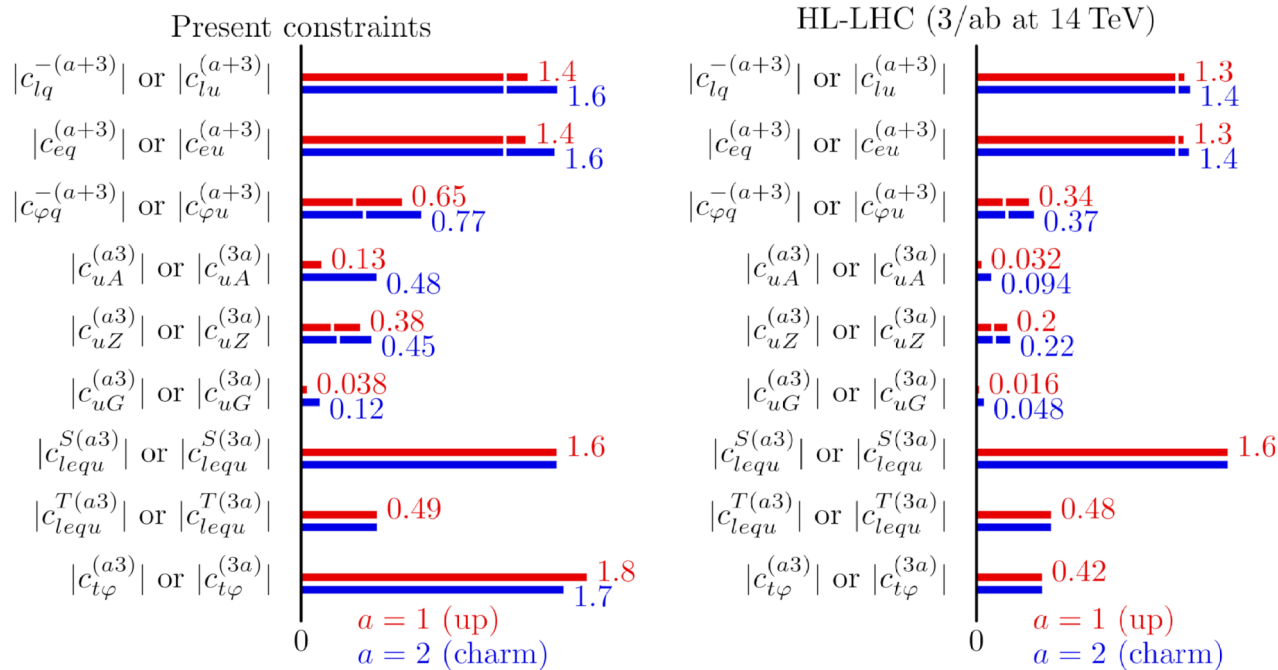 Present constraints
|c_{lq}^{-(a+3)}| or |c_{lu}^{(a+3)}|
1.4
1.6
|c_{eq}^{(a+3)}| or |c_{eu}^{(a+3)}|
1.4
1.6
|c_{φq}^{-(a+3)}| or |c_{φu}^{(a+3)}|
0.65
0.77
|c_{uA}^{(a3)}| or |c_{uA}^{(3a)}|
0.13
0.48
|c_{uZ}^{(a3)}| or |c_{uZ}^{(3a)}|
0.38
0.45
|c_{uG}^{(a3)}| or |c_{uG}^{(3a)}|
0.038
0.12
|c_{lequ}^{S(a3)}| or |c_{lequ}^{S(3a)}|
1.6
|c_{lequ}^{T(a3)}| or |c_{lequ}^{T(3a)}|
0.49
|c_{tφ}^{(a3)}| or |c_{tφ}^{(3a)}|
1.8
1.7
0
a = 1 (up)
a = 2 (charm)
HL-LHC (3/ab at 14 TeV)
|c_{lq}^{-(a+3)}| or |c_{lu}^{(a+3)}|
1.3
1.4
|c_{eq}^{(a+3)}| or |c_{eu}^{(a+3)}|
1.3
1.4
|c_{φq}^{-(a+3)}| or |c_{φu}^{(a+3)}|
0.34
0.37
|c_{uA}^{(a3)}| or |c_{uA}^{(3a)}|
0.032
0.094
|c_{uZ}^{(a3)}| or |c_{uZ}^{(3a)}|
0.2
0.22
|c_{uG}^{(a3)}| or |c_{uG}^{(3a)}|
0.016
0.048
|c_{lequ}^{S(a3)}| or |c_{lequ}^{S(3a)}|
1.6
|c_{lequ}^{T(a3)}| or |c_{lequ}^{T(3a)}|
0.48
|c_{tφ}^{(a3)}| or |c_{tφ}^{(3a)}|
0.42
0
a = 1 (up)
a = 2 (charm)